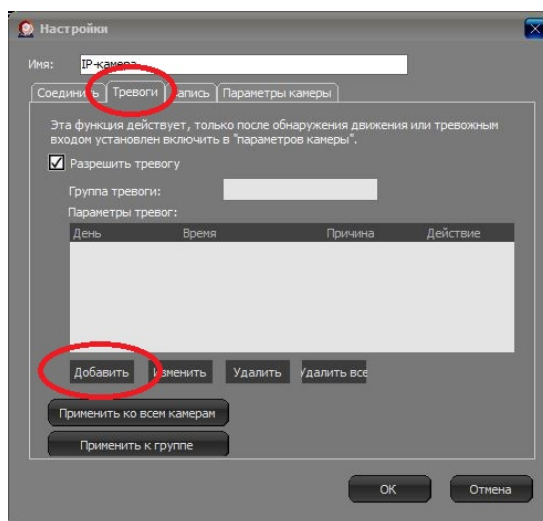 Настройки
Имя: IP-камера
Тревоги Запись Параметры камеры
Эта функция действует, только после обнаружения движения или тревожным
входом установлен включить в "параметров камеры".
Разрешить тревогу
Группа тревоги:
Параметры тревог:
День Время Причина Действие
Добавить Изменить Удалить Удалить все
Применить ко всем камерам
Применить к группе
OK Отмена